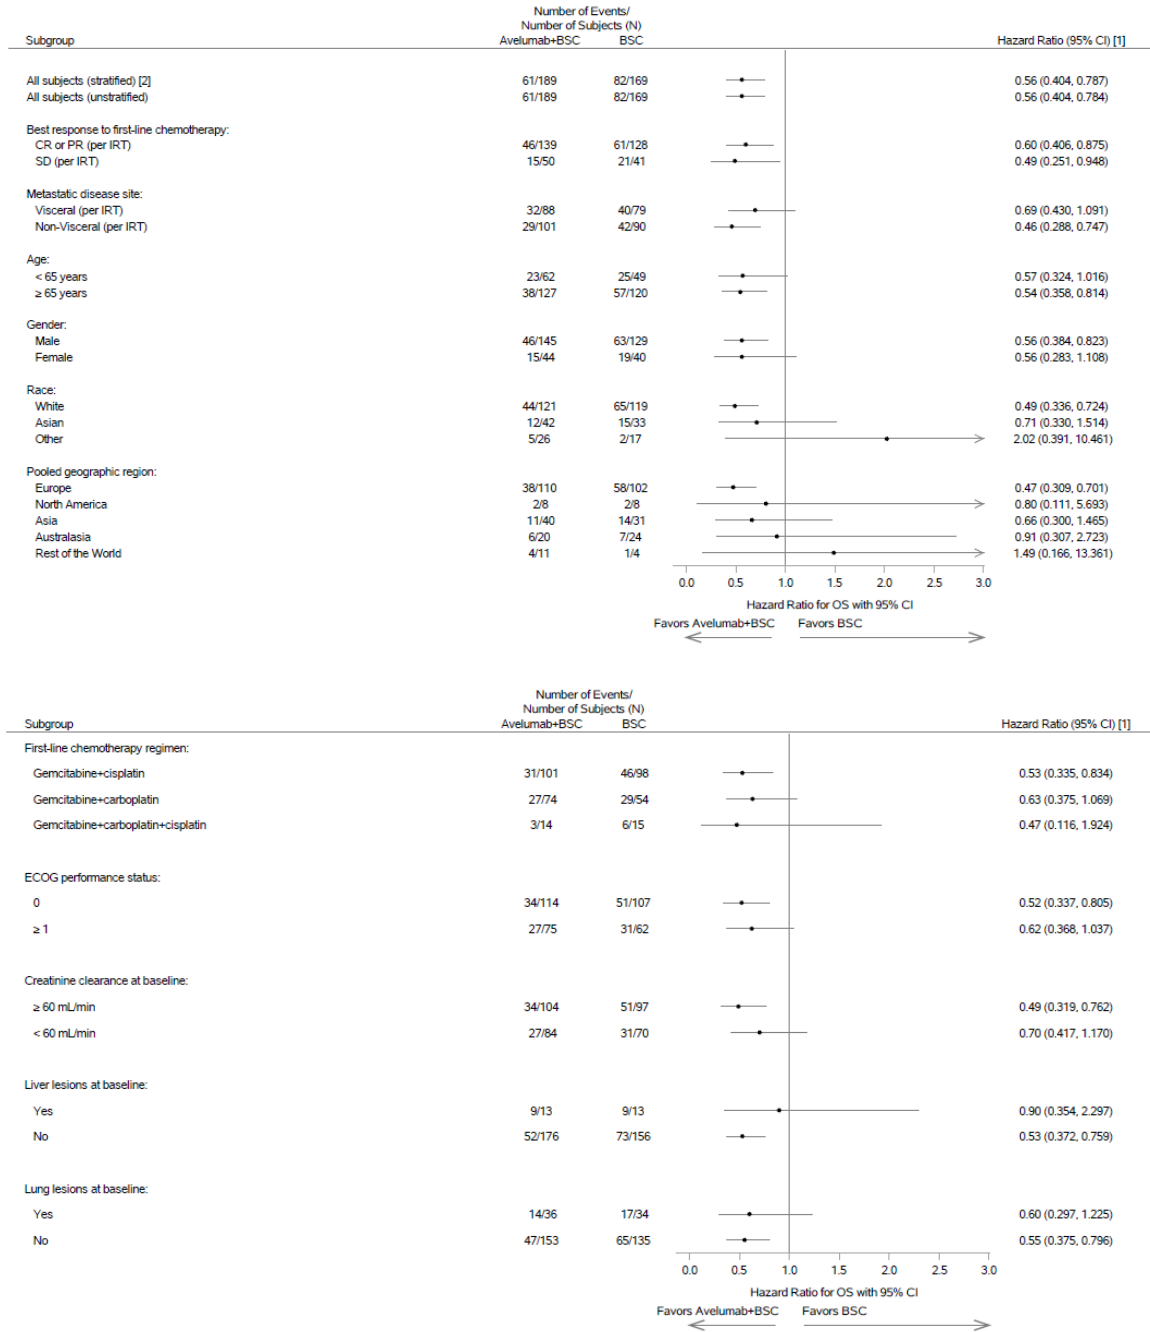 Number of Events/
Number of Subjects (N)
Subgroup Avelumab+BSC BSC Hazard Ratio (95% CI) [1]
All subjects (stratified) [2] 61/189 82/169 0.56 (0.404, 0.787)
All subjects (unstratified) 61/189 82/169 0.56 (0.404, 0.784)
Best response to first-line chemotherapy:
CR or PR (per IRT) 46/139 61/128 0.60 (0.406, 0.875)
SD (per IRT) 15/50 21/41 0.49 (0.251, 0.948)
Metastatic disease site:
Visceral (per IRT) 32/88 40/79 0.69 (0.430, 1.091)
Non-Visceral (per IRT) 29/101 42/90 0.46 (0.288, 0.747)
Age:
< 65 years 23/62 25/49 0.57 (0.324, 1.016)
≥ 65 years 38/127 57/120 0.54 (0.358, 0.814)
Gender:
Male 46/145 63/129 0.56 (0.384, 0.823)
Female 15/44 19/40 0.56 (0.283, 1.108)
Race:
White 44/121 65/119 0.49 (0.336, 0.724)
Asian 12/42 15/33 0.71 (0.330, 1.514)
Other 5/26 2/17 2.02 (0.391, 10.461)
Pooled geographic region:
Europe 38/110 58/102 0.47 (0.309, 0.701)
North America 2/8 2/8 0.80 (0.111, 5.693)
Asia 11/40 14/31 0.66 (0.300, 1.465)
Australasia 6/20 7/24 0.91 (0.307, 2.723)
Rest of the World 4/11 1/4 1.49 (0.166, 13.361)
0.0 0.5 1.0 1.5 2.0 2.5 3.0
Hazard Ratio for OS with 95% CI
Favors Avelumab+BSC Favors BSC
Number of Events/
Number of Subjects (N)
Subgroup Avelumab+BSC BSC Hazard Ratio (95% CI) [1]
First-line chemotherapy regimen:
Gemcitabine+cisplatin 31/101 46/98 0.53 (0.335, 0.834)
Gemcitabine+carboplatin 27/74 29/54 0.63 (0.375, 1.069)
Gemcitabine+carboplatin+cisplatin 3/14 6/15 0.47 (0.116, 1.924)
ECOG performance status:
0 34/114 51/107 0.52 (0.337, 0.805)
≥ 1 27/75 31/62 0.62 (0.368, 1.037)
Creatinine clearance at baseline:
≥ 60 mL/min 34/104 51/97 0.49 (0.319, 0.762)
< 60 mL/min 27/84 31/70 0.70 (0.417, 1.170)
Liver lesions at baseline:
Yes 9/13 9/13 0.90 (0.354, 2.297)
No 52/176 73/156 0.53 (0.372, 0.759)
Lung lesions at baseline:
Yes 14/36 17/34 0.60 (0.297, 1.225)
No 47/153 65/135 0.55 (0.375, 0.796)
0.0 0.5 1.0 1.5 2.0 2.5 3.0
Hazard Ratio for OS with 95% CI
Favors Avelumab+BSC Favors BSC